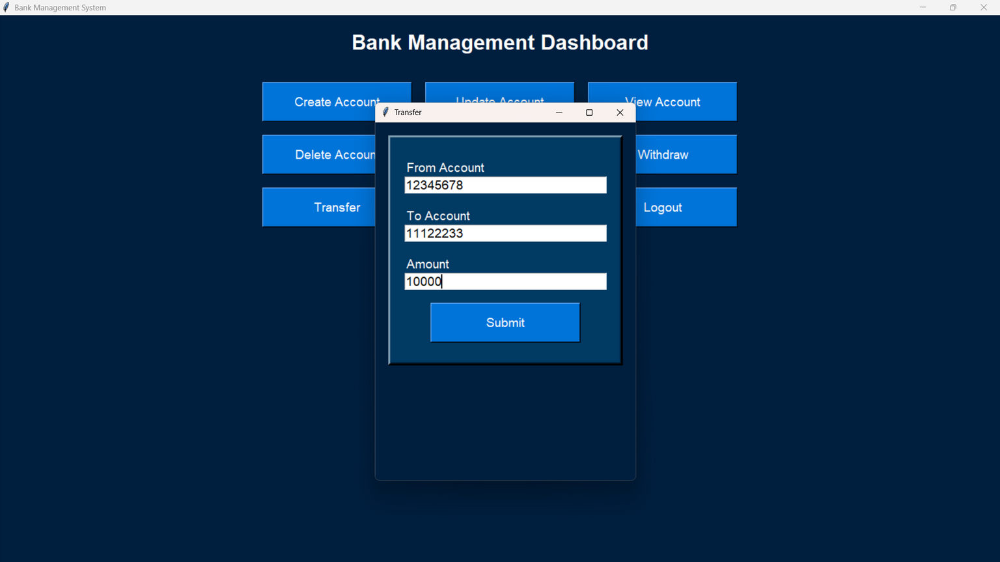 Bank Management System
Bank Management Dashboard
Create Account
Update Account
View Account
Transfer
Delete Accoun
Withdraw
From Account
12345678
Transfer
Logout
To Account
11122233
Amount
10000
Submit